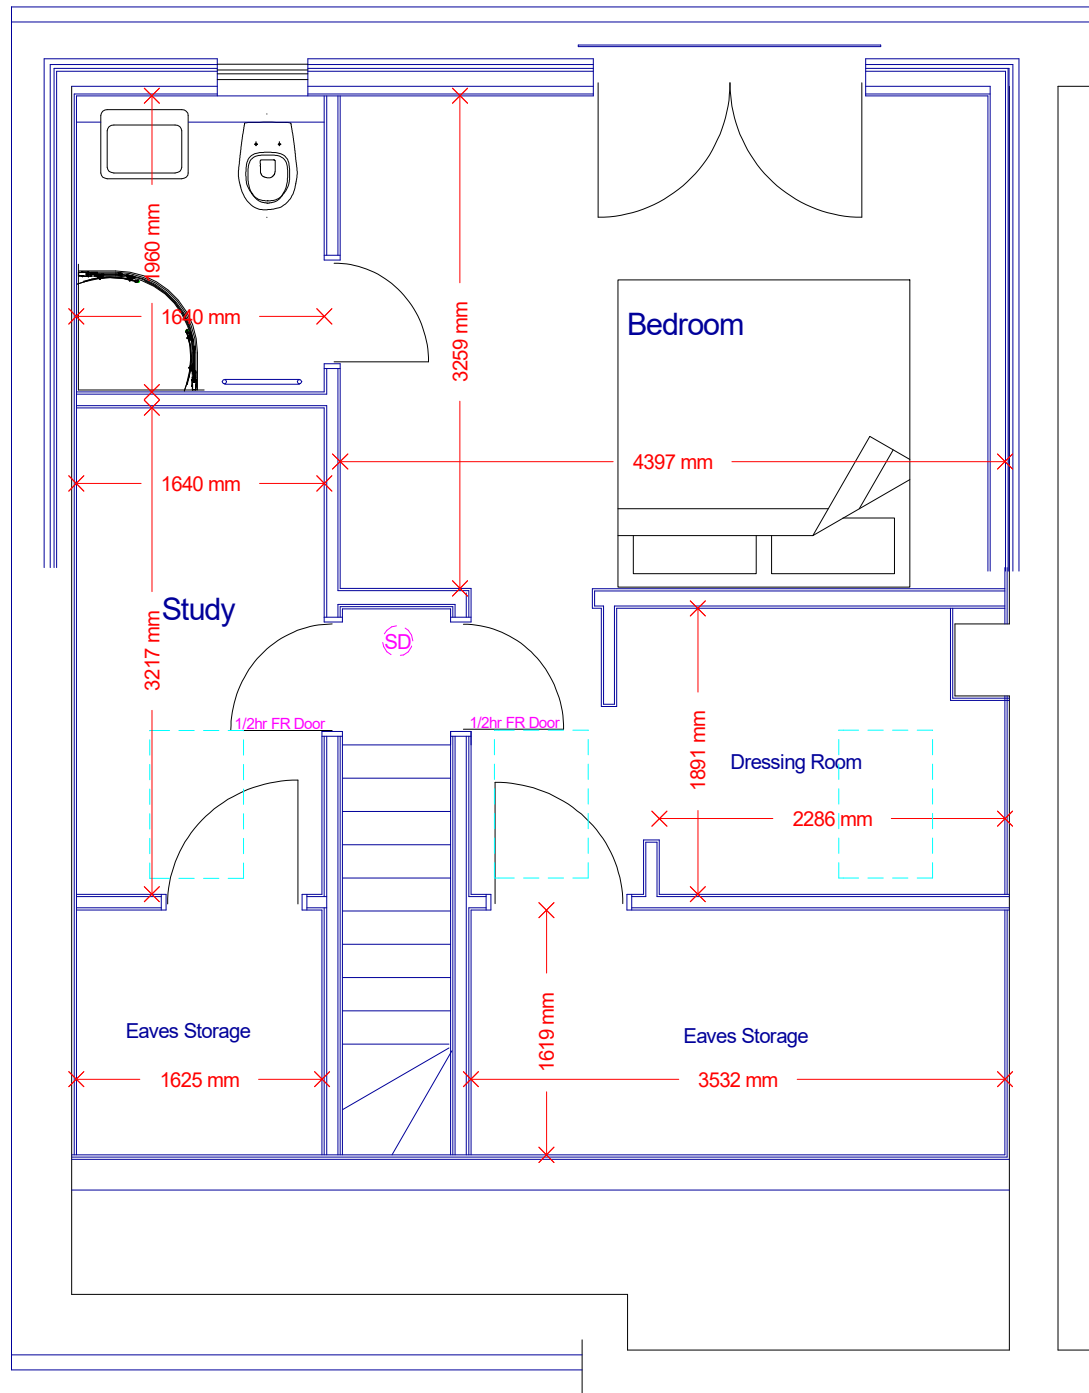 1960 mm
1640 mm
3259 mm
Bedroom
4397 mm
1640 mm
Study
3217 mm
SD
1/2hr FR Door
1/2hr FR Door
1891 mm
Dressing Room
2286 mm
Eaves Storage
1625 mm
1619 mm
Eaves Storage
3532 mm